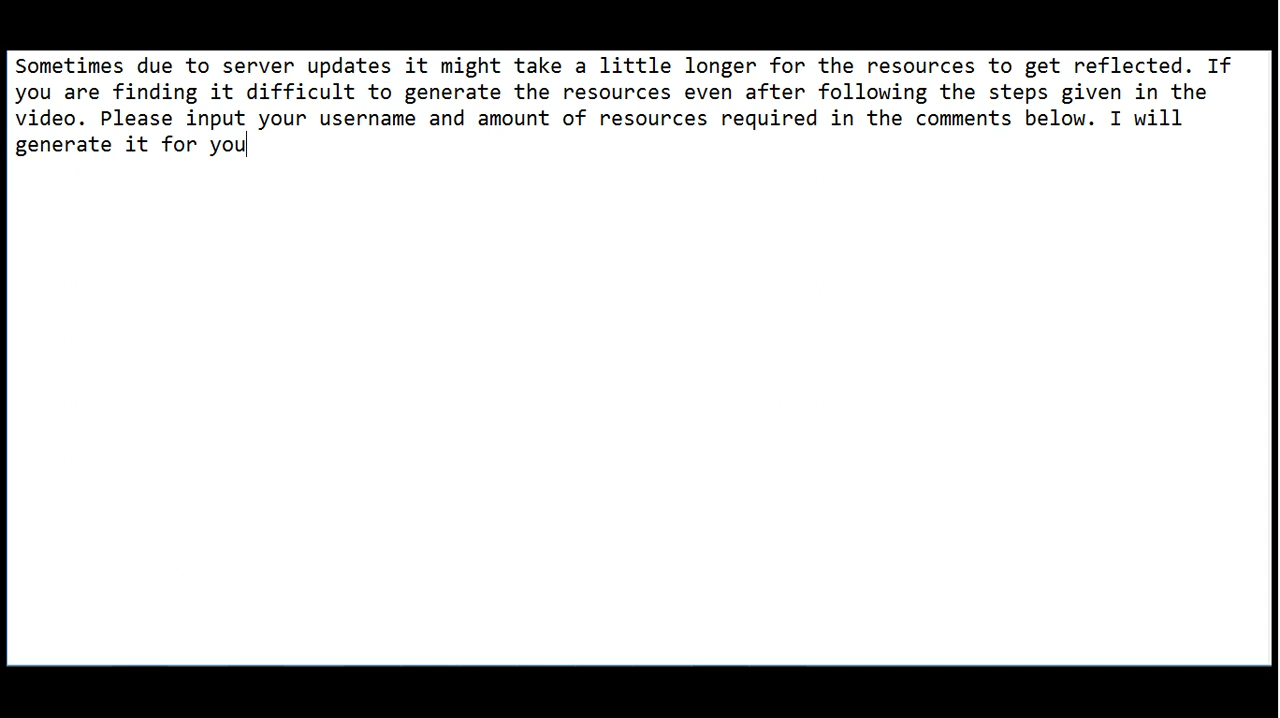 Sometimes due to server updates it might take a little longer for the resources to get reflected. If
you are finding it difficult to generate the resources even after following the steps given in the
video. Please input your username and amount of resources required in the comments below. I will
generate it for you